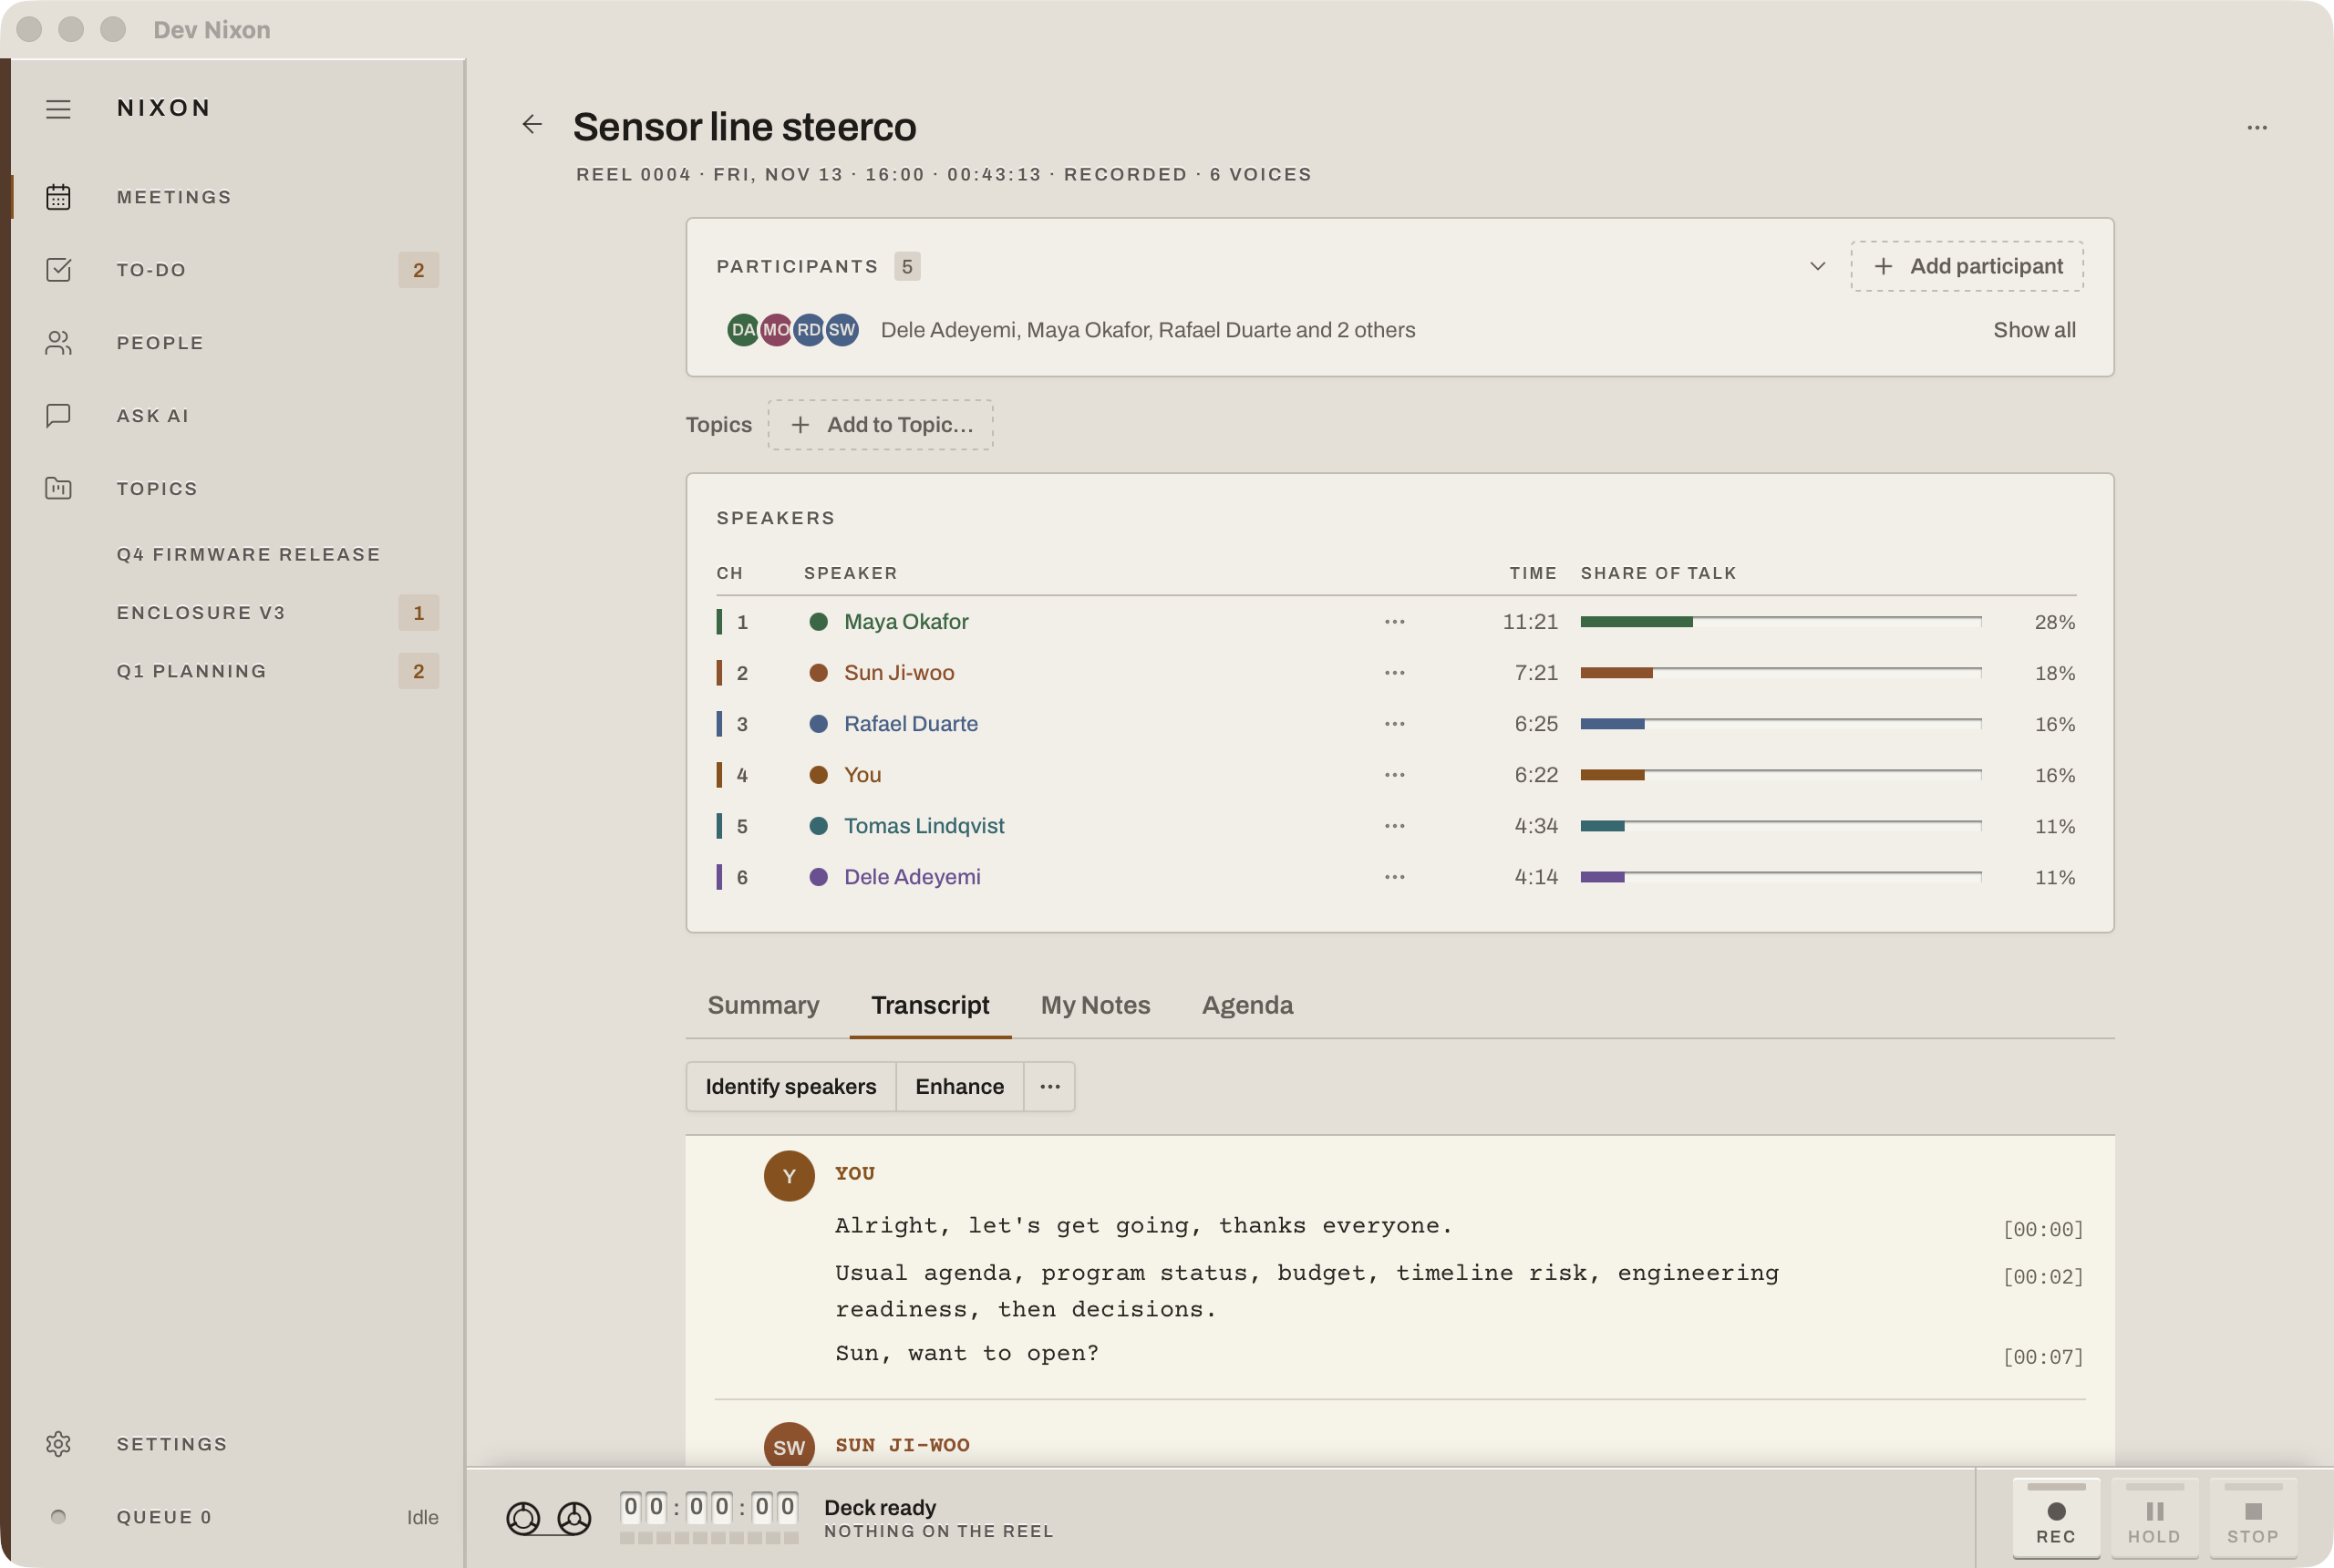 Dev Nixon
NIXON
MEETINGS
TO-DO 2
PEOPLE
ASK AI
TOPICS
Q4 FIRMWARE RELEASE
ENCLOSURE V3 1
Q1 PLANNING 2
SETTINGS
QUEUE 0 Idle
Sensor line steerco
REEL 0004 · FRI, NOV 13 · 16:00 · 00:43:13 · RECORDED · 6 VOICES
PARTICIPANTS 5
Add participant
DA MO RD SW Dele Adeyemi, Maya Okafor, Rafael Duarte and 2 others Show all
Topics Add to Topic...
SPEAKERS
CH SPEAKER TIME SHARE OF TALK
1 Maya Okafor 11:21 28%
2 Sun Ji-woo 7:21 18%
3 Rafael Duarte 6:25 16%
4 You 6:22 16%
5 Tomas Lindqvist 4:34 11%
6 Dele Adeyemi 4:14 11%
Summary Transcript My Notes Agenda
Identify speakers Enhance
Y YOU
Alright, let's get going, thanks everyone. [00:00]
Usual agenda, program status, budget, timeline risk, engineering [00:02]
readiness, then decisions.
Sun, want to open? [00:07]
SW SUN JI-WOO
00:00:00 Deck ready
NOTHING ON THE REEL
REC HOLD STOP